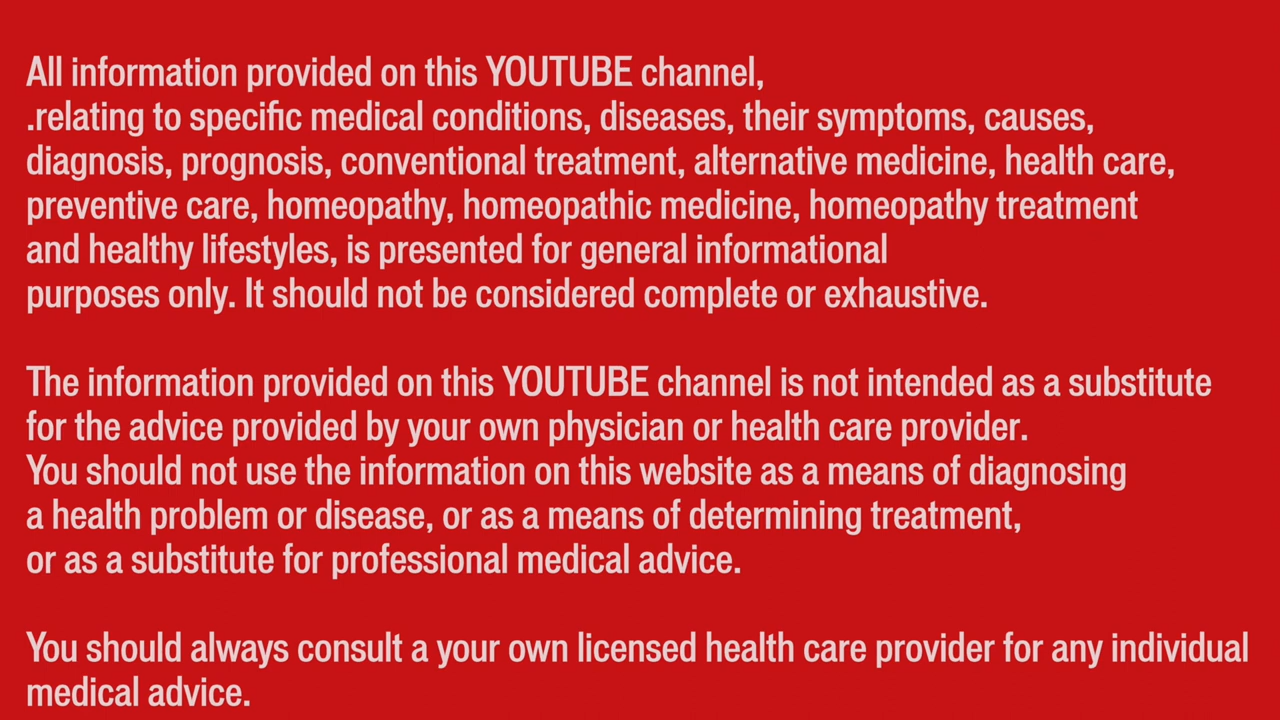 All information provided on this YOUTUBE channel,
.relating to specific medical conditions, diseases, their symptoms, causes,
diagnosis, prognosis, conventional treatment, alternative medicine, health care,
preventive care, homeopathy, homeopathic medicine, homeopathy treatment
and healthy lifestyles, is presented for general informational
purposes only. It should not be considered complete or exhaustive.
The information provided on this YOUTUBE channel is not intended as a substitute
for the advice provided by your own physician or health care provider.
You should not use the information on this website as a means of diagnosing
a health problem or disease, or as a means of determining treatment,
or as a substitute for professional medical advice.
You should always consult a your own licensed health care provider for any individual
medical advice.